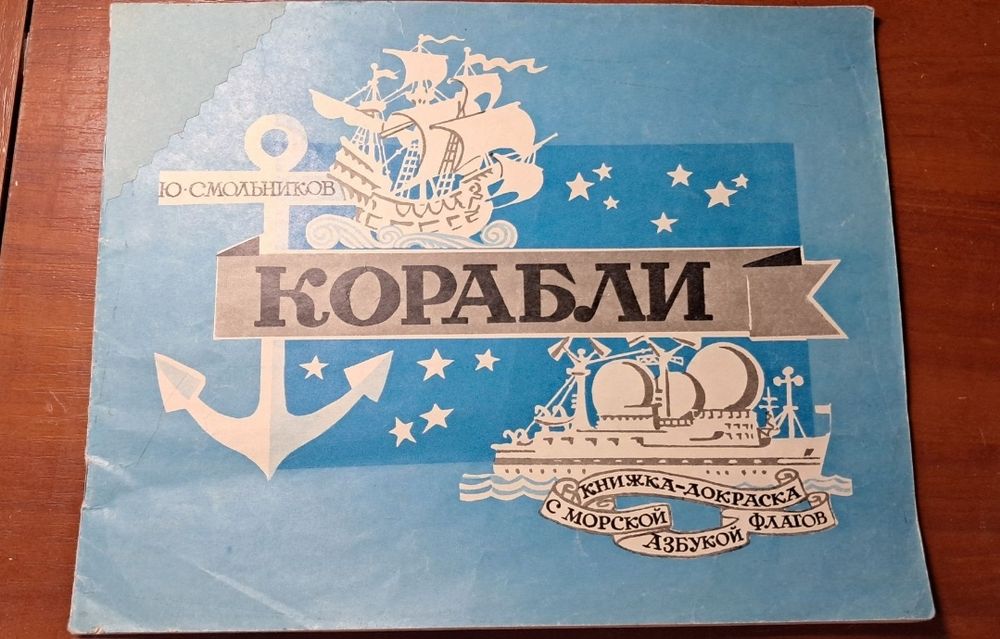 Ю·СМОЛЬНИКОВ
КОРАБЛИ
КНИЖКА-ДОКРАСКА
С МОРСКОЙ
АЗБУКОЙ
ФЛАГОВ